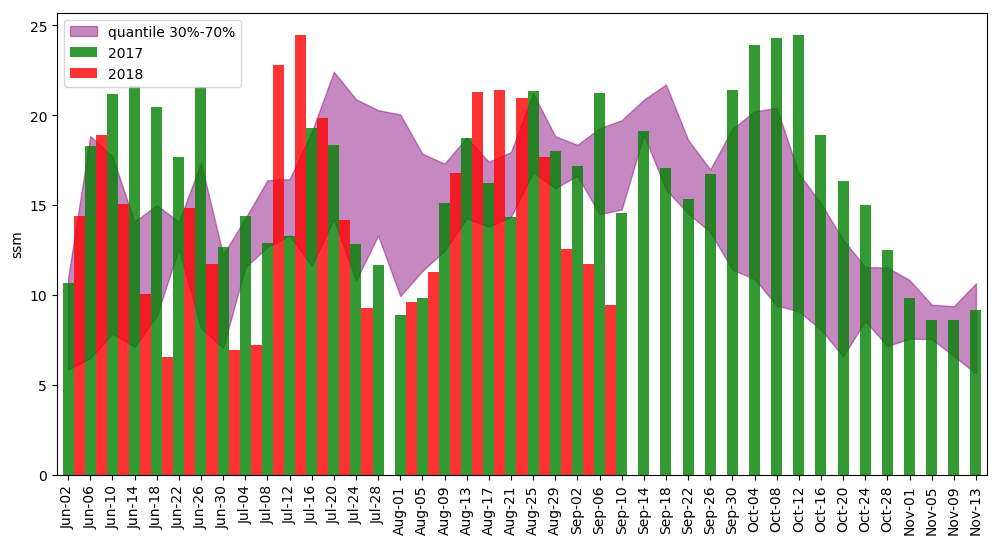 25
20
15
10
5
0
ssm
quantile 30%-70%
2017
2018
Jun-02
Jun-06
Jun-10
Jun-14
Jun-18
Jun-22
Jun-26
Jun-30
Jul-04
Jul-08
Jul-12
Jul-16
Jul-20
Jul-24
Jul-28
Aug-01
Aug-05
Aug-09
Aug-13
Aug-17
Aug-21
Aug-25
Aug-29
Sep-02
Sep-06
Sep-10
Sep-14
Sep-18
Sep-22
Sep-26
Sep-30
Oct-04
Oct-08
Oct-12
Oct-16
Oct-20
Oct-24
Oct-28
Nov-01
Nov-05
Nov-09
Nov-13